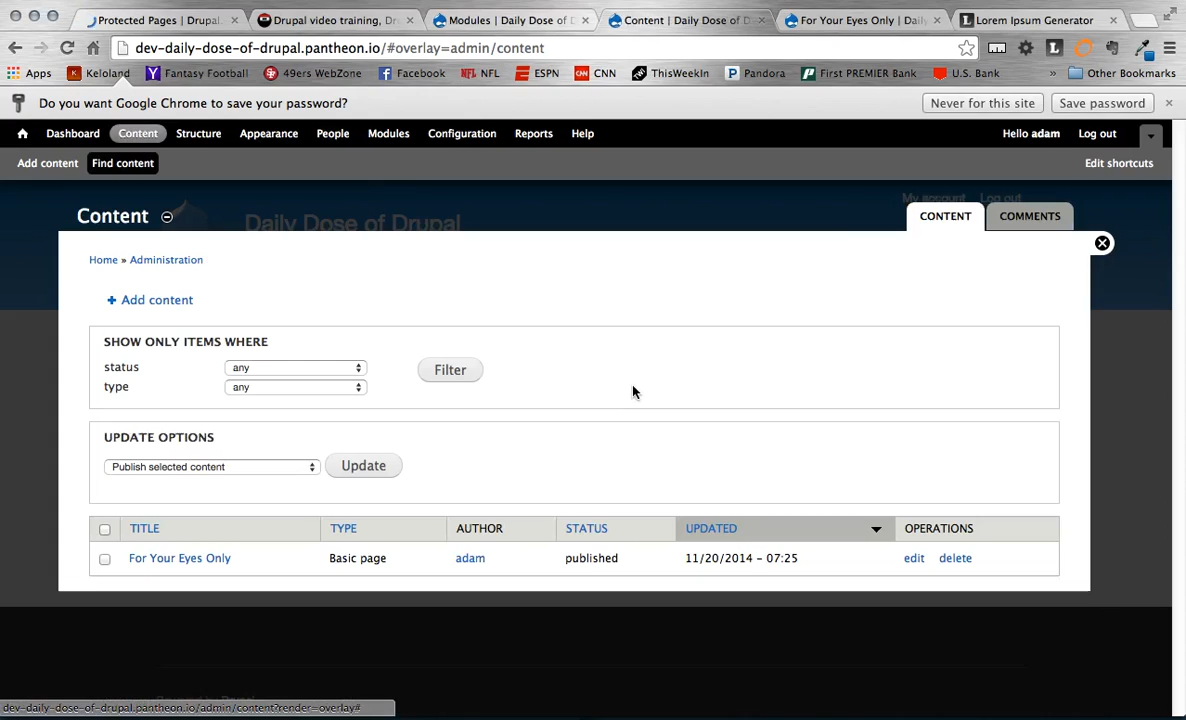 Protected Pages | Drupal.
Drupal video training, D
Modules | Daily Dose of D
Content | Daily Dose of D
For Your Eyes Only | Daily
Lorem Ipsum Generator
dev-daily-dose-of-drupal.pantheon.io/#overlay=admin/content
Apps Keloland Fantasy Football 49ers WebZone Facebook NFL ESPN CNN ThisWeekIn Pandora First PREMIER Bank U.S. Bank » Other Bookmarks
Do you want Google Chrome to save your password? Never for this site Save password
Dashboard Content Structure Appearance People Modules Configuration Reports Help Hello adam Log out
Add content Find content Edit shortcuts
My account Log out
Content Daily Dose of Drupal CONTENT COMMENTS
Home » Administration
+ Add content
SHOW ONLY ITEMS WHERE
status any Filter
type any
UPDATE OPTIONS
Publish selected content Update
TITLE TYPE AUTHOR STATUS UPDATED OPERATIONS
For Your Eyes Only Basic page adam published 11/20/2014 - 07:25 edit delete
dev-daily-dose-of-drupal.pantheon.io/admin/content?render=overlay#